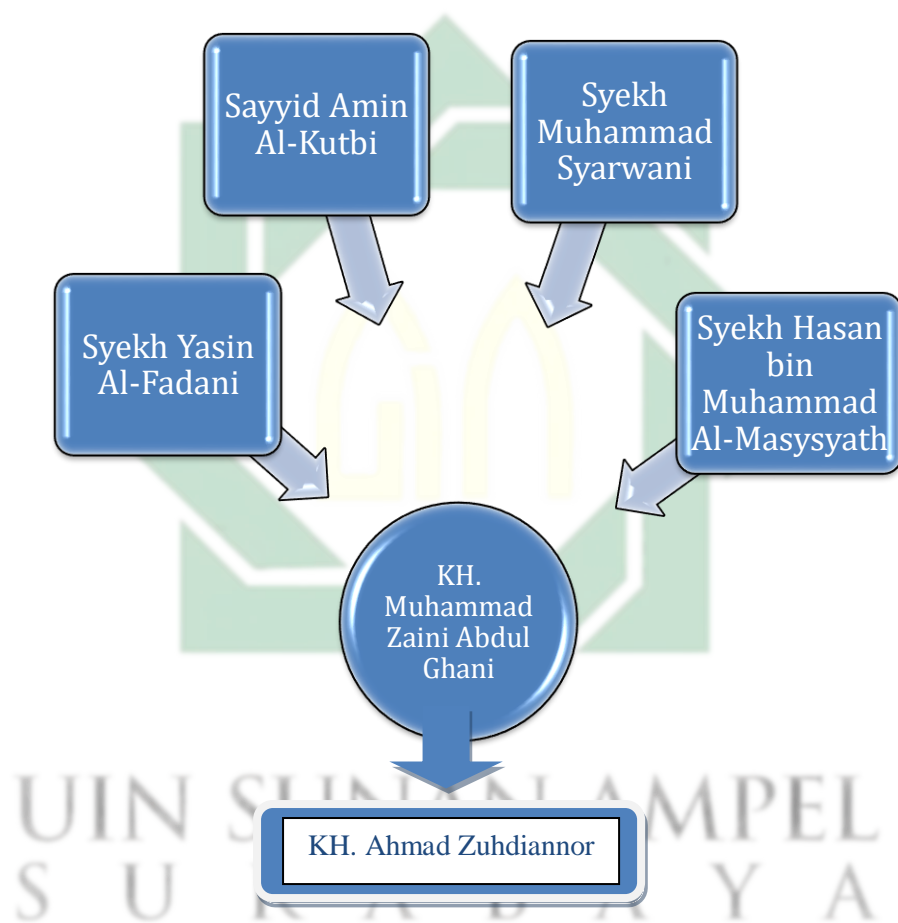 Sayyid Amin
Al-Kutbi
Syekh
Muhammad
Syarwani
Syekh Yasin
Al-Fadani
Syekh Hasan
bin
Muhammad
Al-Masysyath
KH.
Muhammad
Zaini Abdul
Ghani
KH. Ahmad Zuhdiannor
UIN SUNAN AMPEL
SURABAYA